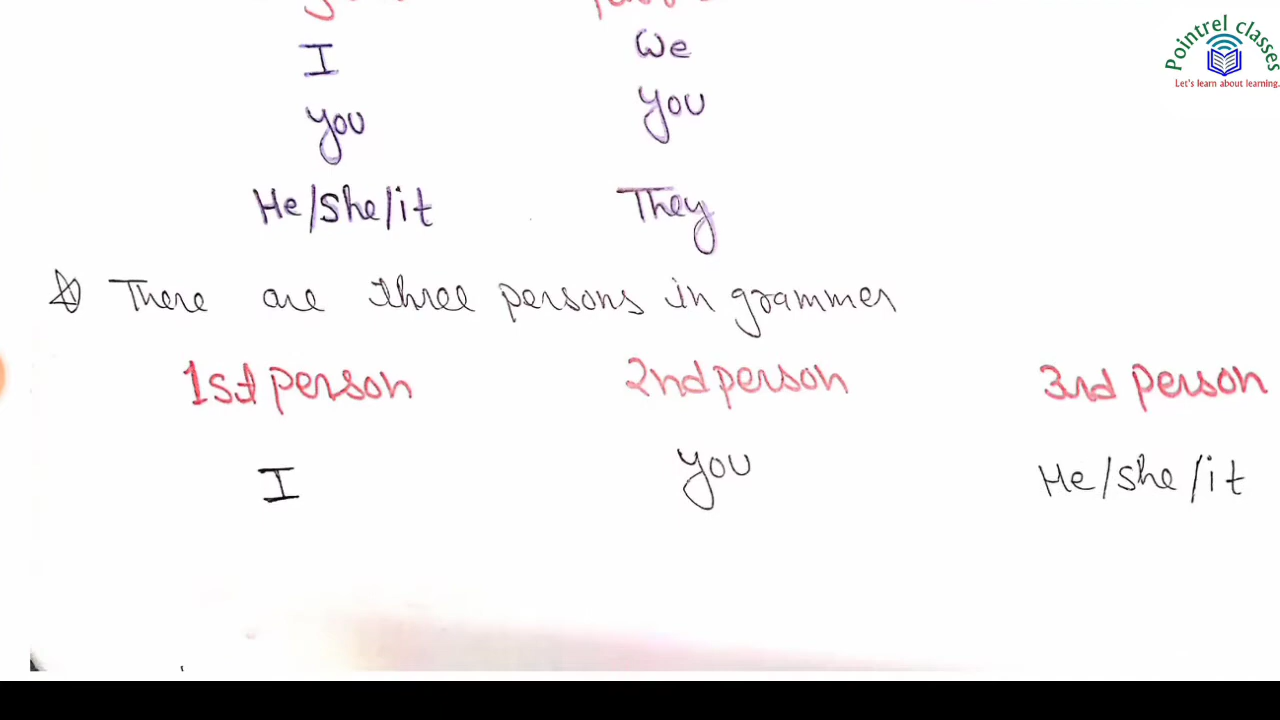 I We
you you
He/she/it They
There are three persons in grammer
1st person 2nd person 3rd person
I you He/she/it
Pointrel classes
Let's learn about learning.